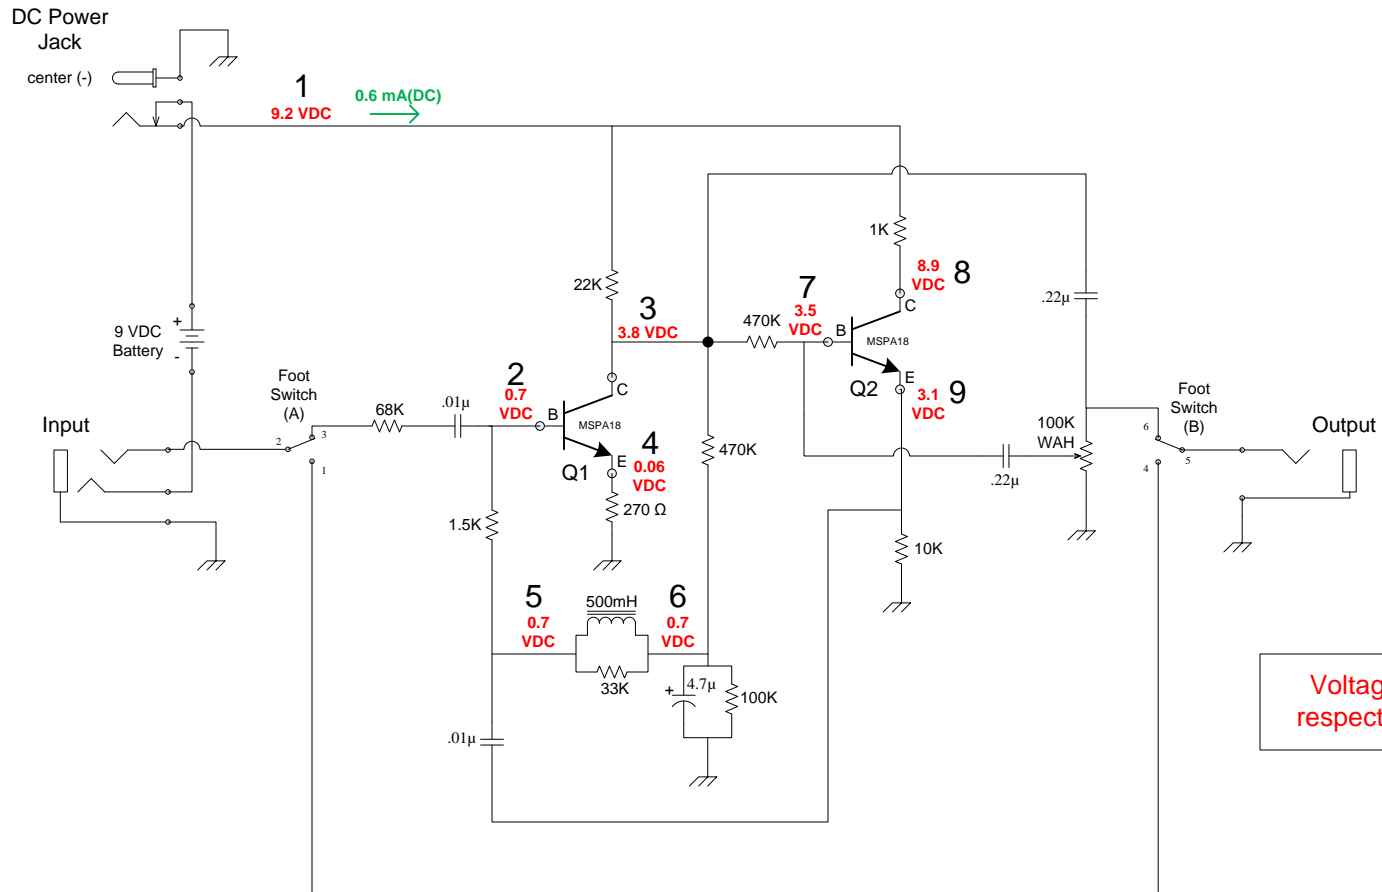 DC Power
Jack
center (-)
1
9.2 VDC
0.6 mA(DC)
1K
8.9
VDC
8
22K
3
3.8 VDC
7
3.5
VDC
470K
B
C
MSPA18
E
Q2
3.1
VDC
9
.22µ
+
9 VDC
Battery
-
Foot
Switch
(A)
2
3
1
68K
.01µ
2
0.7
VDC
B
C
MSPA18
E
Q1
4
0.06
VDC
270 Ω
470K
.22µ
100K
WAH
Foot
Switch
(B)
6
5
4
Input
Output
1.5K
10K
5
0.7
VDC
500mH
33K
6
0.7
VDC
+
4.7µ
100K
.01µ
Voltag
respect